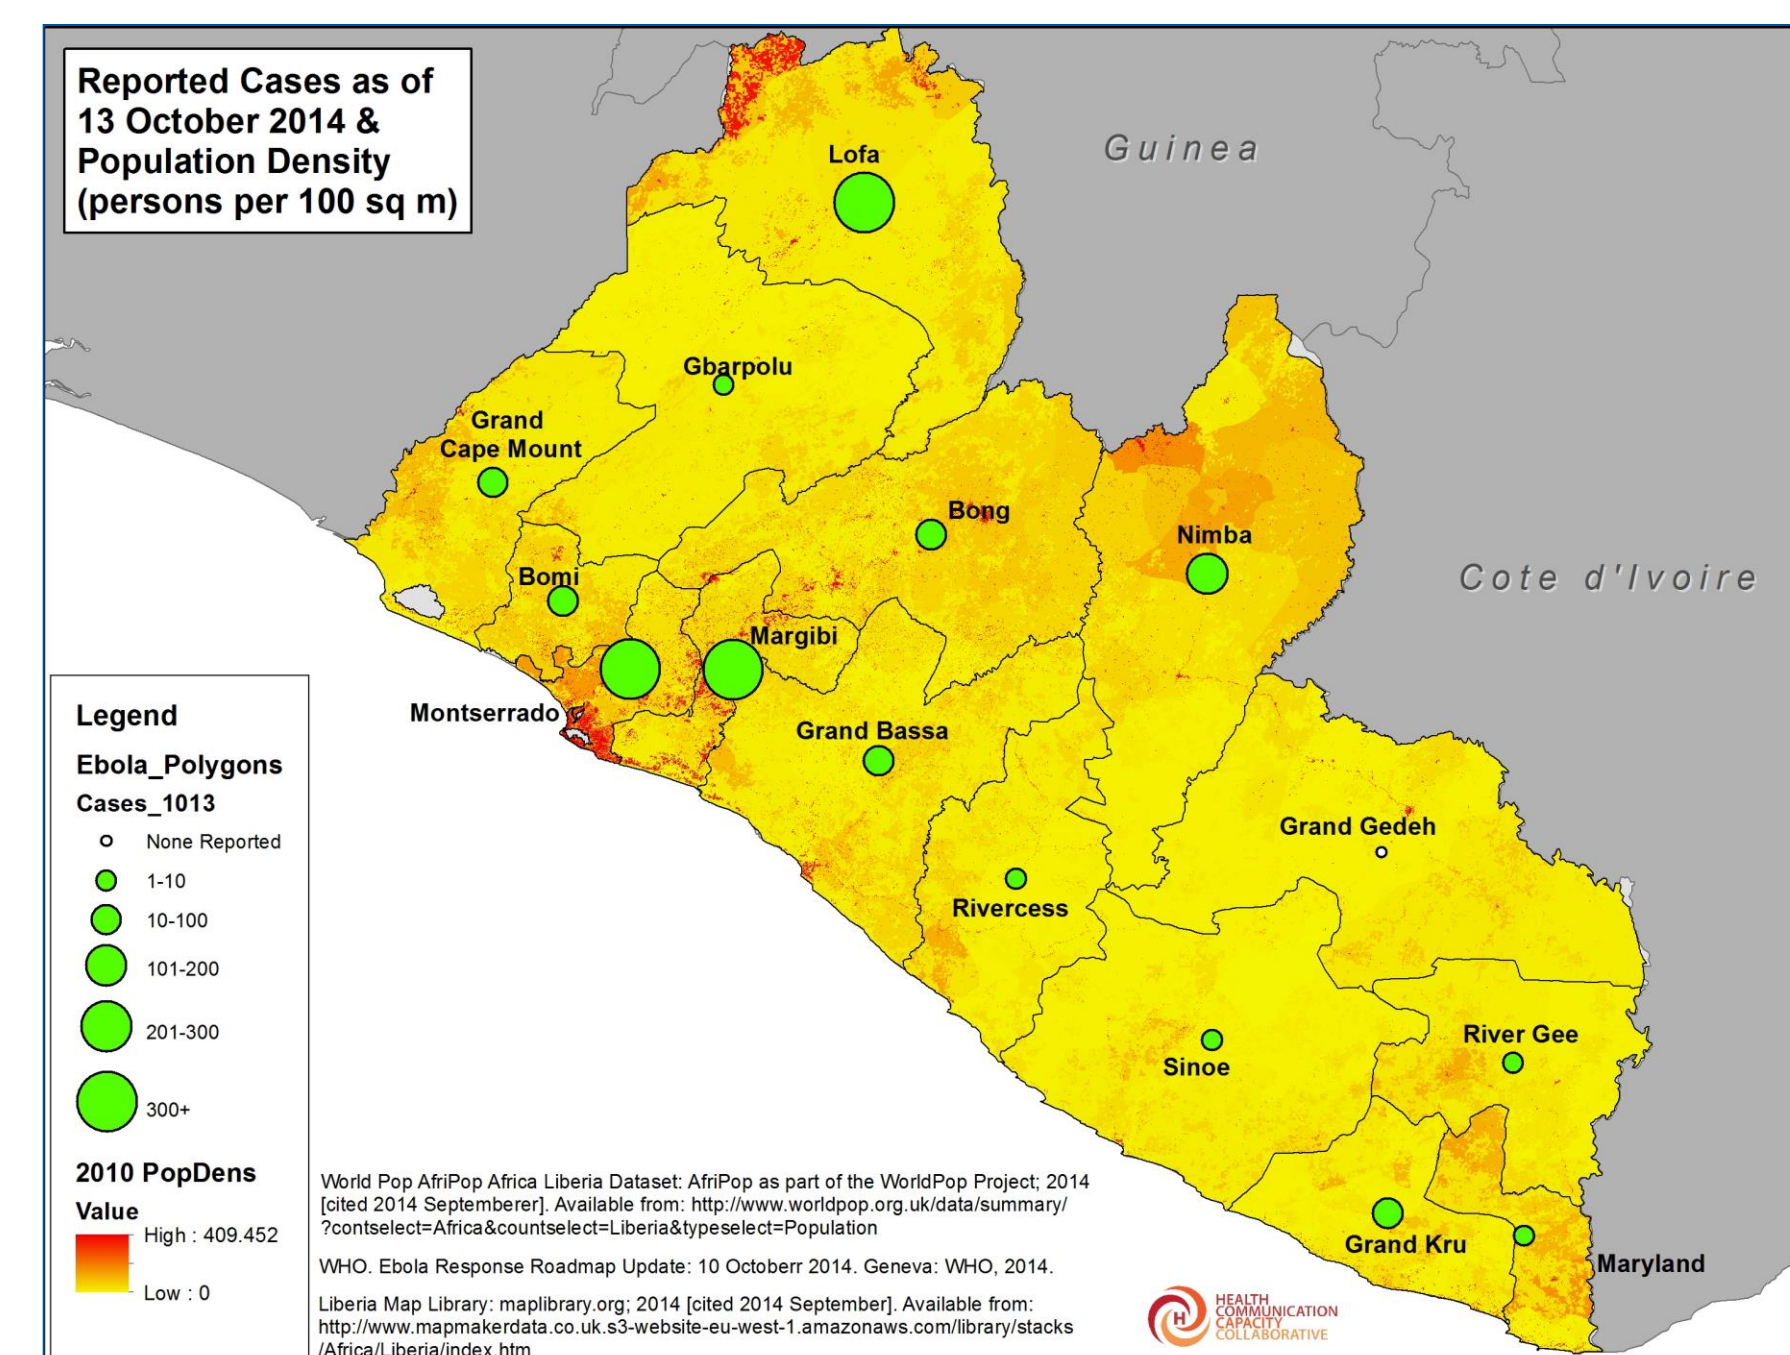 Reported Cases as of
13 October 2014 &
Population Density
(persons per 100 sq m)
Guinea
Lofa
Gbarpolu
Grand
Cape Mount
Bong
Nimba
Cote d'Ivoire
Bomi
Margibi
Montserrado
Grand Bassa
Grand Gedeh
Rivercess
River Gee
Sinoe
Grand Kru
Maryland
Legend
Ebola_Polygons
Cases_1013
None Reported
1-10
10-100
101-200
201-300
300+
2010 PopDens
Value
High : 409.452
Low : 0
World Pop AfriPop Africa Liberia Dataset: AfriPop as part of the WorldPop Project; 2014
[cited 2014 Septemberer]. Available from: http://www.worldpop.org.uk/data/summary/
?contselect=Africa&countselect=Liberia&typeselect=Population
WHO. Ebola Response Roadmap Update: 10 Octoberr 2014. Geneva: WHO, 2014.
Liberia Map Library: maplibrary.org; 2014 [cited 2014 September]. Available from:
http://www.mapmakerdata.co.uk.s3-website-eu-west-1.amazonaws.com/library/stacks
/Africa/Liberia/index.htm
H
HEALTH
COMMUNICATION
CAPACITY
COLLABORATIVE